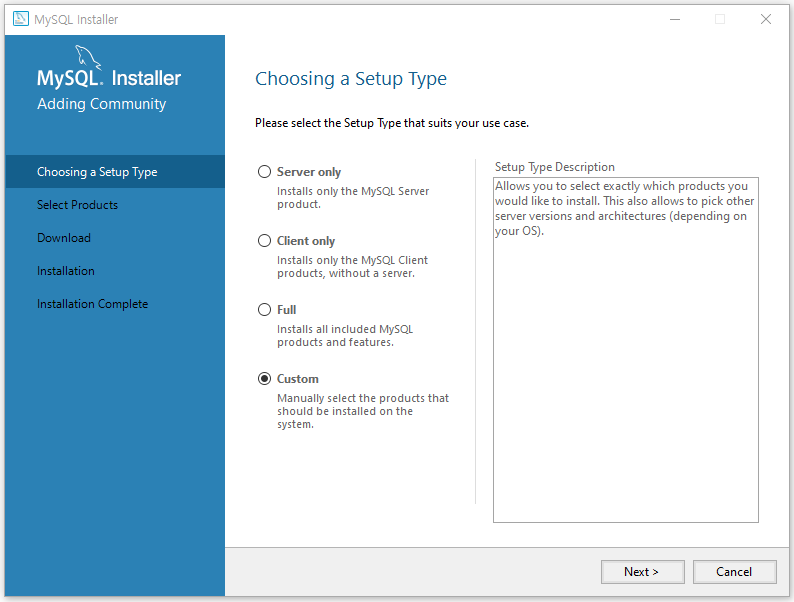 MySQL Installer
MySQL. Installer
Adding Community
Choosing a Setup Type
Select Products
Download
Installation
Installation Complete
Choosing a Setup Type
Please select the Setup Type that suits your use case.
Server only
Installs only the MySQL Server
product.
Client only
Installs only the MySQL Client
products, without a server.
Full
Installs all included MySQL
products and features.
Custom
Manually select the products that
should be installed on the
system.
Setup Type Description
Allows you to select exactly which products you
would like to install. This also allows to pick other
server versions and architectures (depending on
your OS).
Next >
Cancel